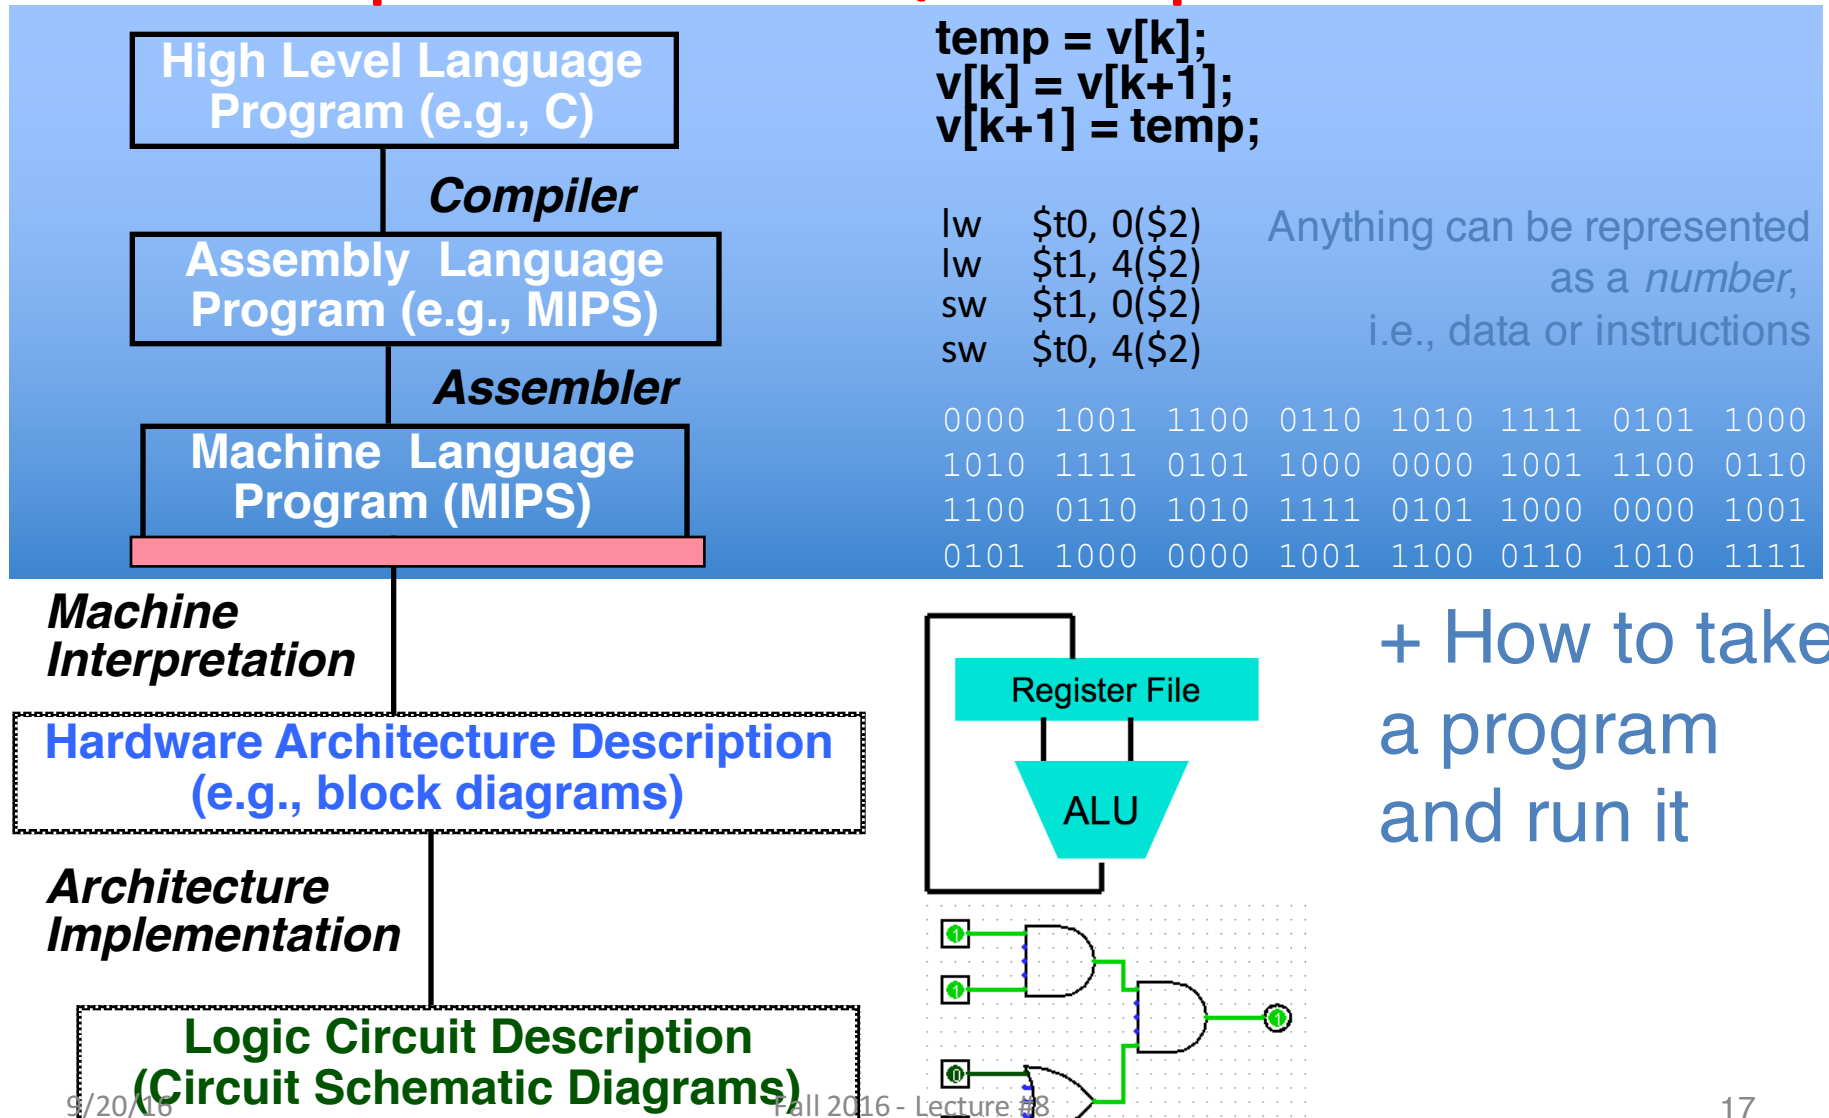 High Level Language
Program (e.g., C)
temp = v[k];
v[k] = v[k+1];
v[k+1] = temp;
Compiler
Assembly Language
Program (e.g., MIPS)
lw $t0, 0($2)
lw $t1, 4($2)
sw $t1, 0($2)
sw $t0, 4($2)
Anything can be represented
as a number,
i.e., data or instructions
Assembler
Machine Language
Program (MIPS)
0000 1001 1100 0110 1010 1111 0101 1000
1010 1111 0101 1000 0000 1001 1100 0110
1100 0110 1010 1111 0101 1000 0000 1001
0101 1000 0000 1001 1100 0110 1010 1111
Machine
Interpretation
Hardware Architecture Description
(e.g., block diagrams)
Register File
ALU
+ How to take
a program
and run it
Architecture
Implementation
1
1
1
0
Logic Circuit Description
(Circuit Schematic Diagrams)
9/20/16
Fall 2016 - Lecture #8
17